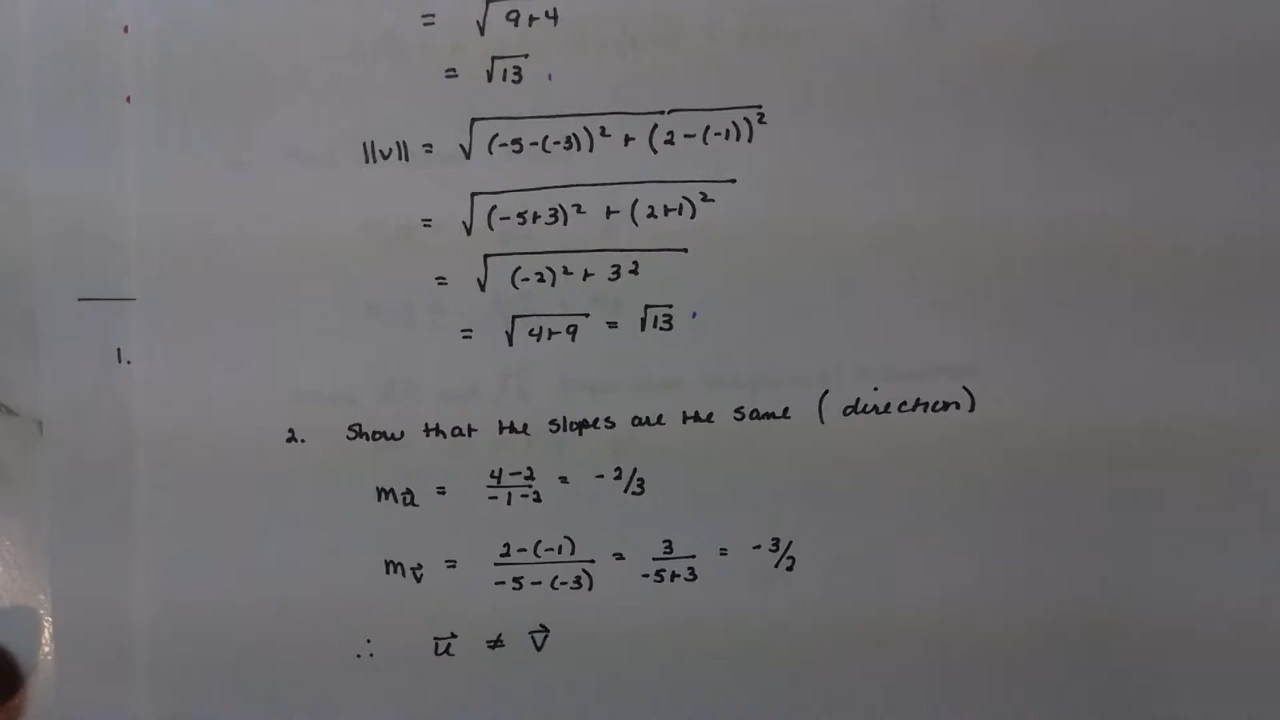 = √9+4
= √13 .
||v|| = √(-5-(-3))² + (2-(-1))²
= √(-5+3)² + (2+1)²
= √(-2)² + 3²
= √4+9 = √13 .
1.
2. Show that the slopes are the same (direction)
m_u⃗ = 4-2/-1-2 = -2/3
m_v⃗ = 2-(-1)/-5-(-3) = 3/-5+3 = -3/2
∴ u⃗ ≠ v⃗